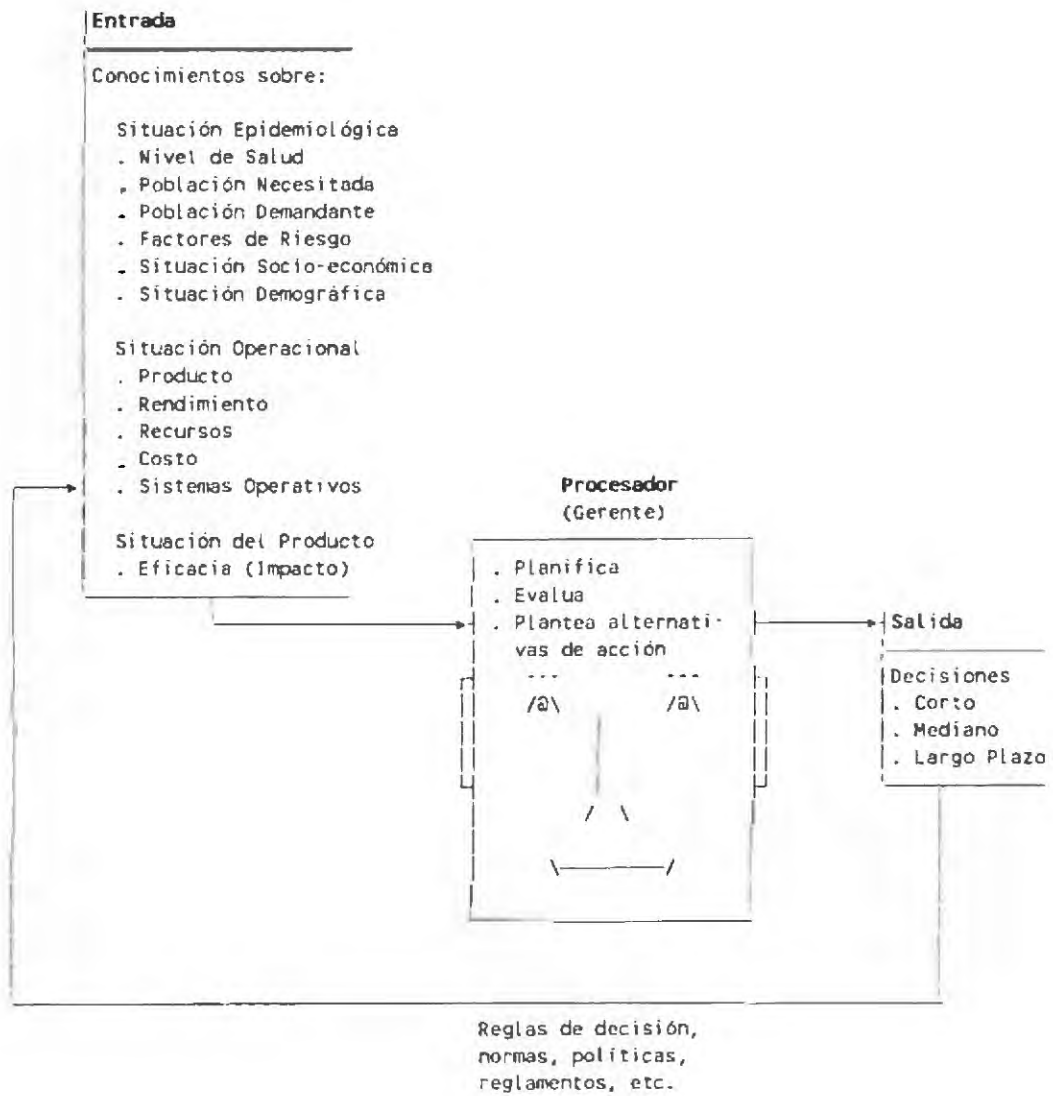 Entrada
Conocimientos sobre:
Situación Epidemiológica
. Nivel de Salud
. Población Necesitada
. Población Demandante
. Factores de Riesgo
. Situación Socio-económica
. Situación Demográfica
Situación Operacional
. Producto
. Rendimiento
. Recursos
. Costo
. Sistemas Operativos
Situación del Producto
. Eficacia (Impacto)
Procesador
(Gerente)
. Planifica
. Evalua
. Plantea alternati-
vas de acción
--- ---
/@\ /@\
/ \
Salida
Decisiones
. Corto
. Mediano
. Largo Plazo
Reglas de decisión,
normas, políticas,
reglamentos, etc.